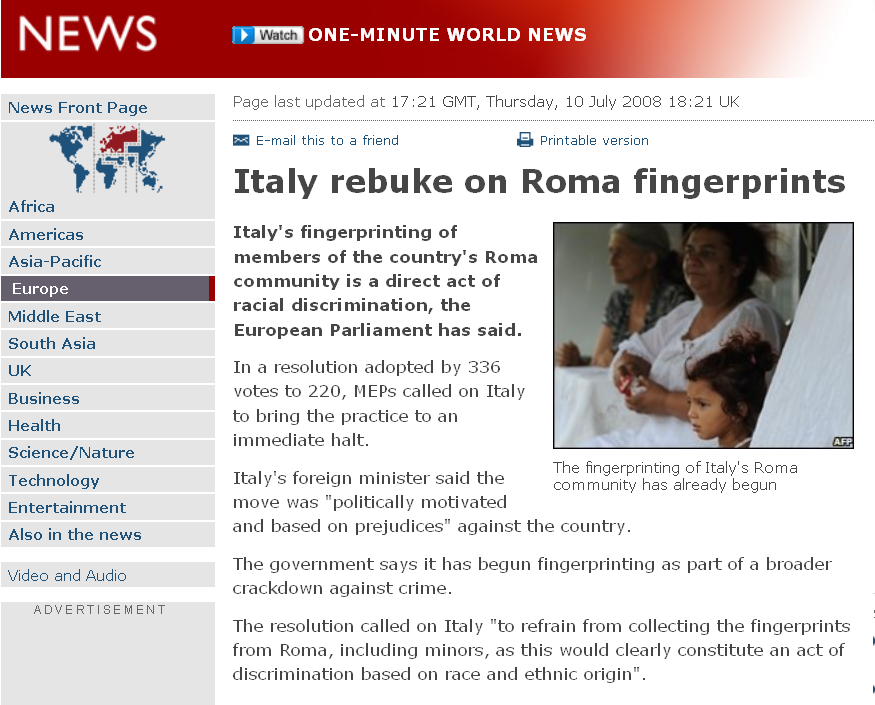 NEWS
Watch ONE-MINUTE WORLD NEWS
News Front Page
Africa
Americas
Asia-Pacific
Europe
Middle East
South Asia
UK
Business
Health
Science/Nature
Technology
Entertainment
Also in the news
Video and Audio
ADVERTISEMENT
Page last updated at 17:21 GMT, Thursday, 10 July 2008 18:21 UK
E-mail this to a friend
Printable version
Italy rebuke on Roma fingerprints
Italy's fingerprinting of
members of the country's Roma
community is a direct act of
racial discrimination, the
European Parliament has said.
AFP
The fingerprinting of Italy's Roma
community has already begun
In a resolution adopted by 336
votes to 220, MEPs called on Italy
to bring the practice to an
immediate halt.
Italy's foreign minister said the
move was "politically motivated
and based on prejudices" against the country.
The government says it has begun fingerprinting as part of a broader
crackdown against crime.
The resolution called on Italy "to refrain from collecting the fingerprints
from Roma, including minors, as this would clearly constitute an act of
discrimination based on race and ethnic origin".